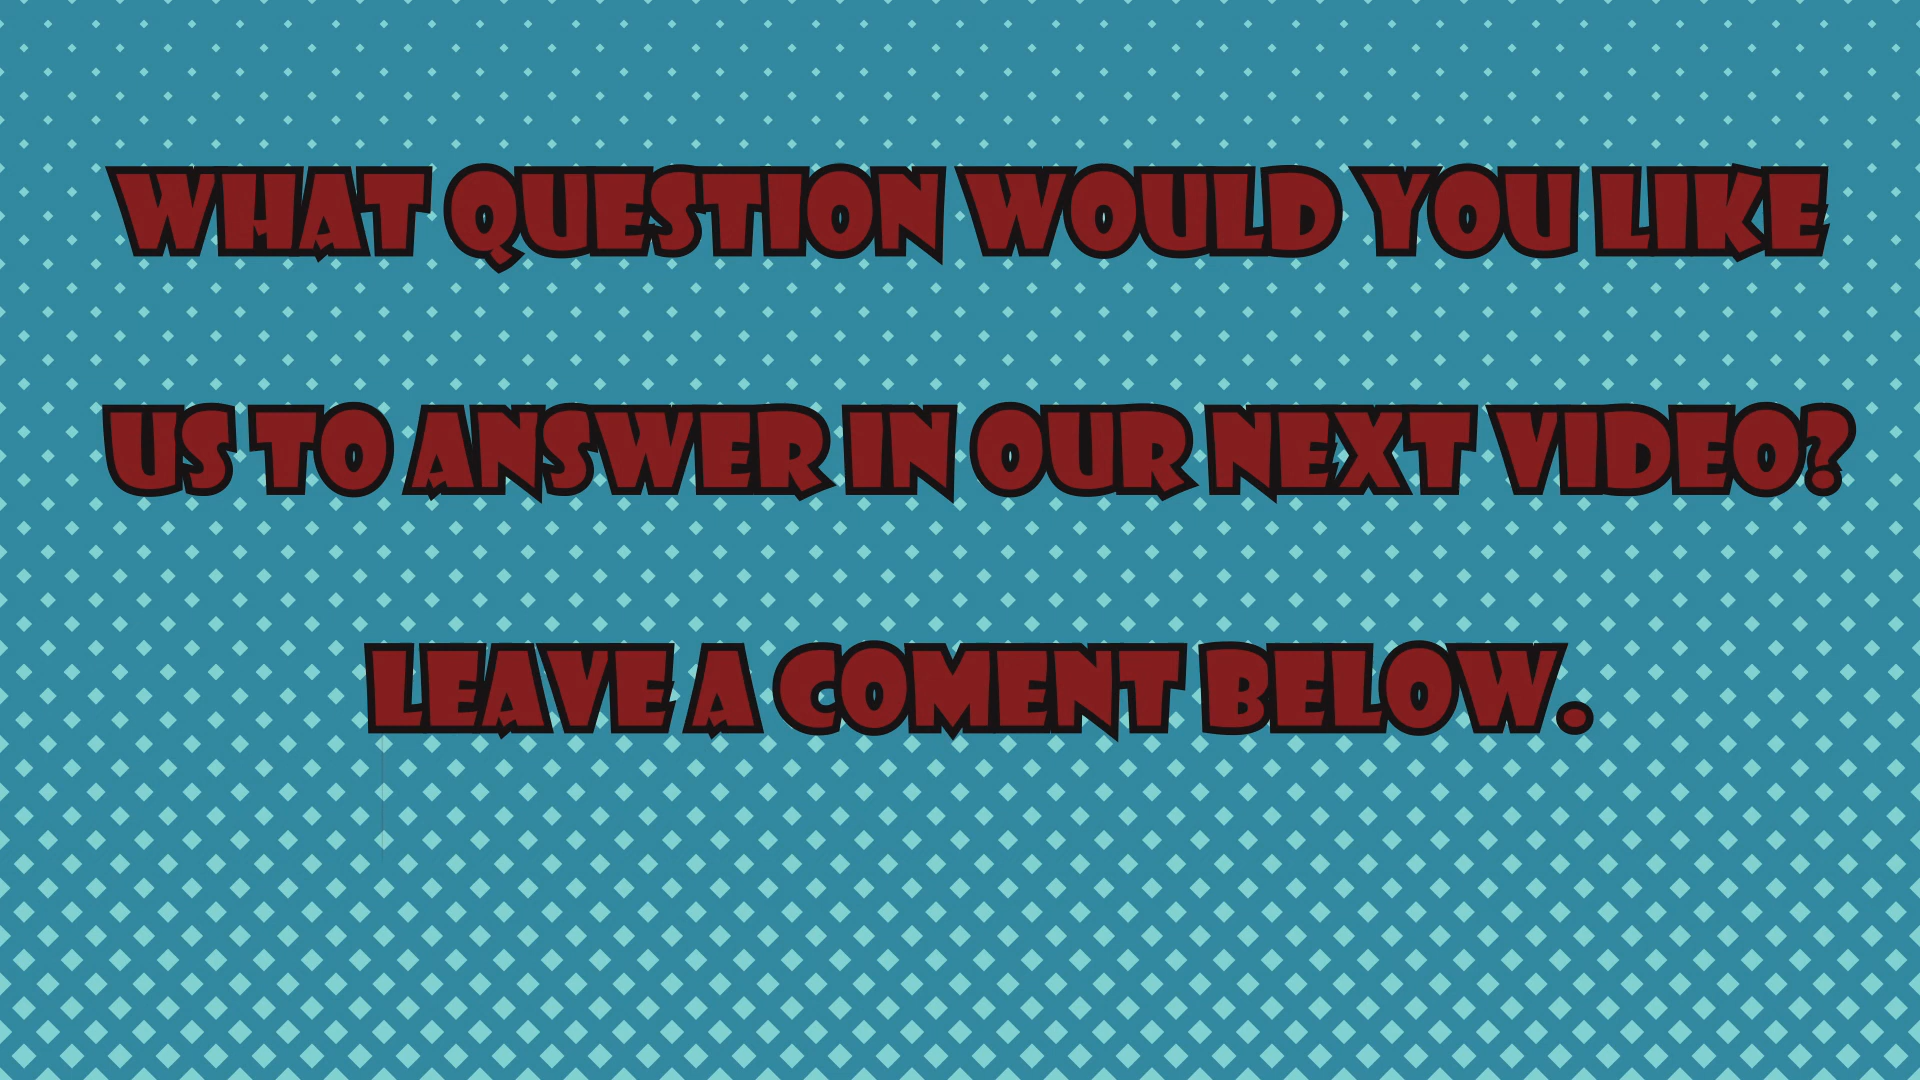 WHAT QUESTION WOULD YOU LIKE
US TO ANSWER IN OUR NEXT VIDEO?
LEAVE A COMENT BELOW.